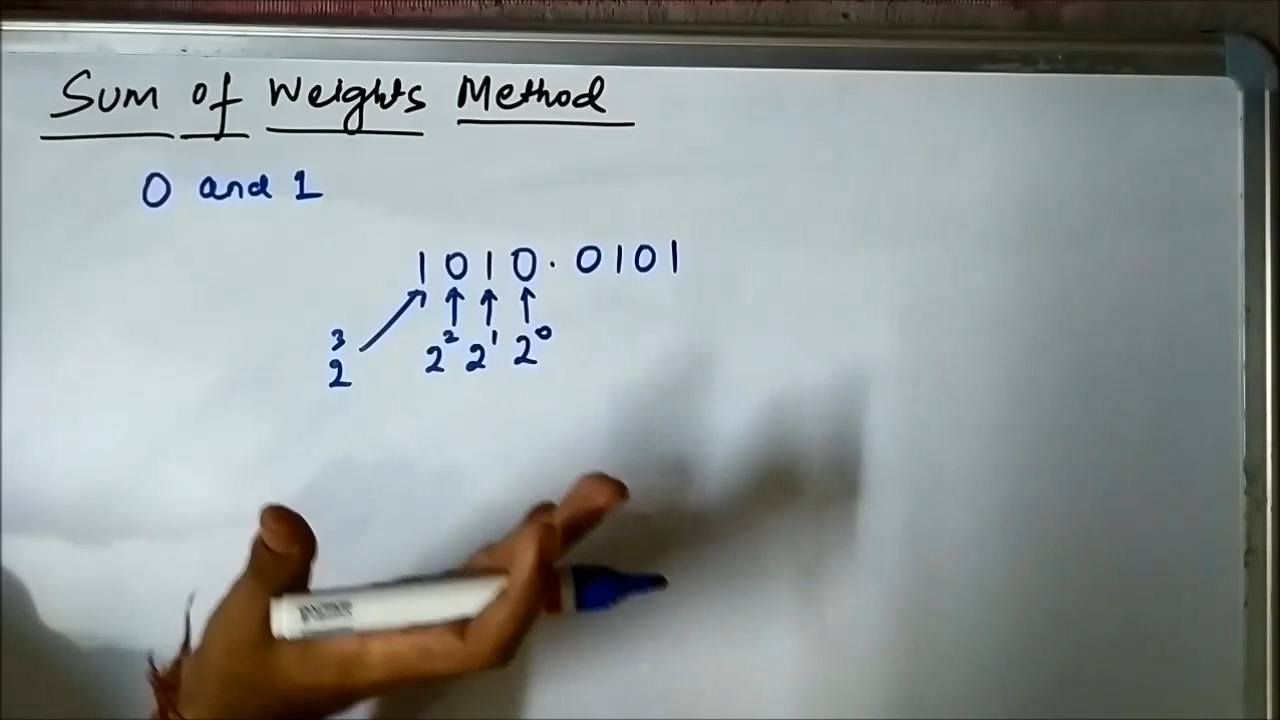 Sum of Weights Method
0 and 1
1010.0101
2³ 2² 2¹ 2⁰